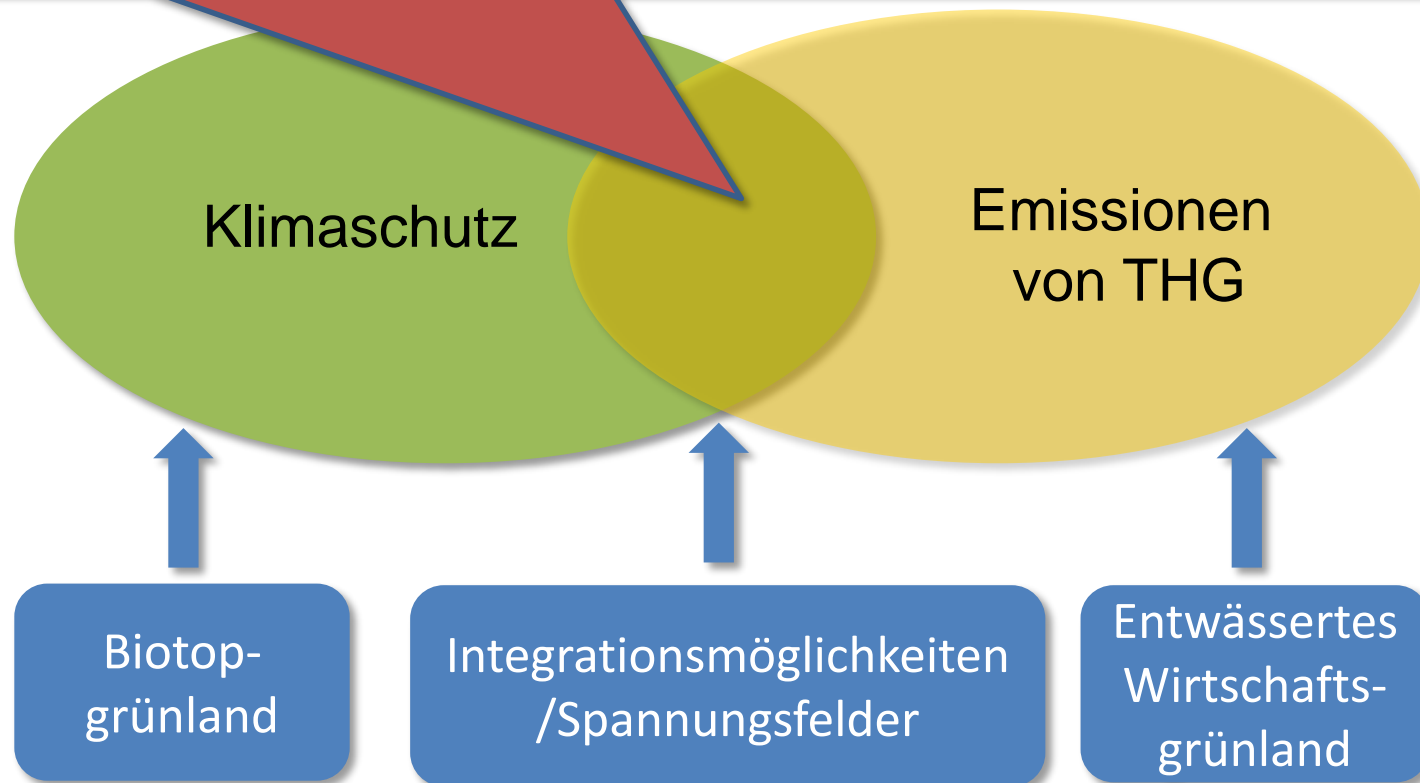 Klimaschutz
Emissionen
von THG
Biotop-
grünland
Integrationsmöglichkeiten
/Spannungsfelder
Entwässertes
Wirtschafts-
grünland